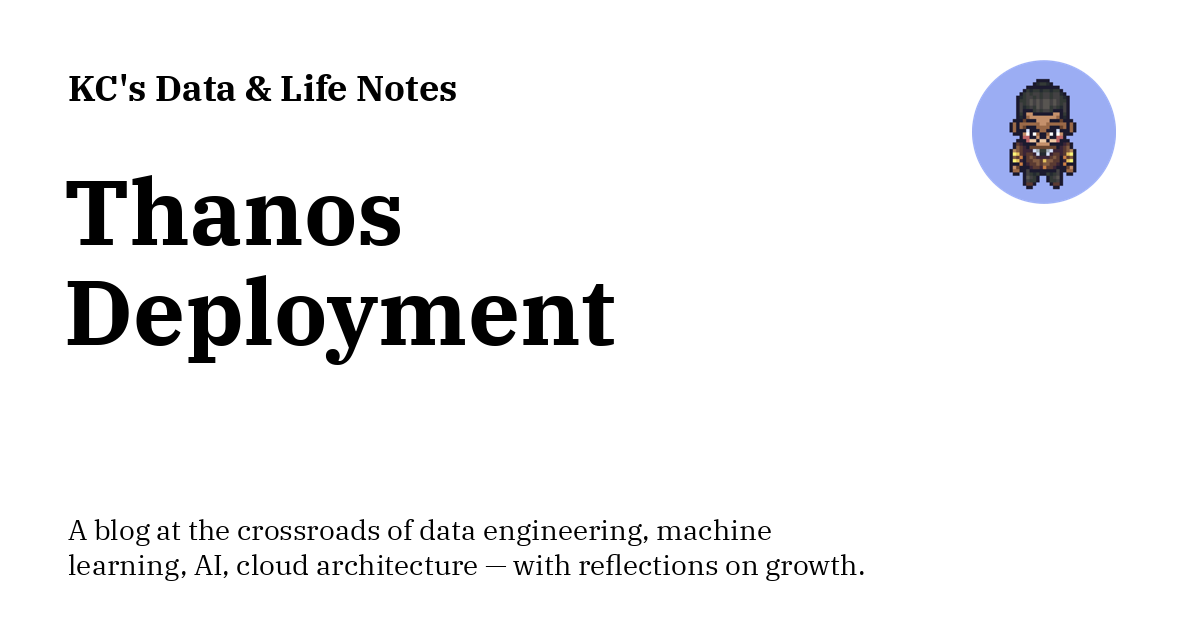 KC's Data & Life Notes
Thanos
Deployment
A blog at the crossroads of data engineering, machine
learning, AI, cloud architecture — with reflections on growth.